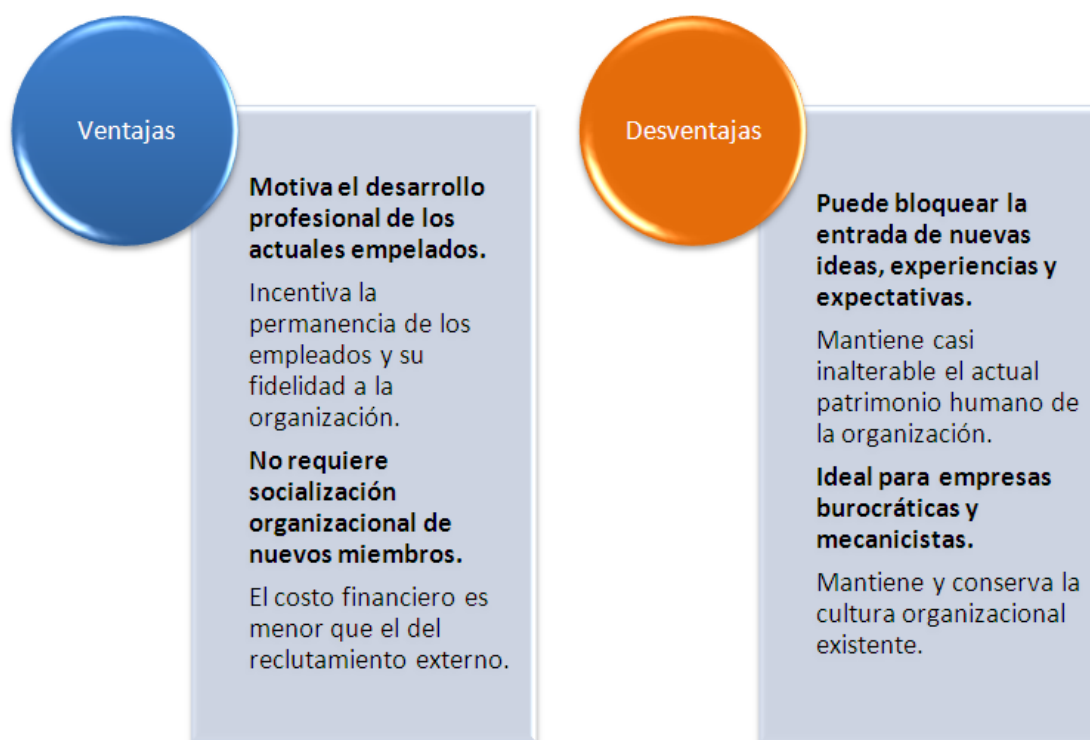 Ventajas
Motiva el desarrollo
profesional de los
actuales empelados.
Incentiva la
permanencia de los
empleados y su
fidelidad a la
organización.
No requiere
socialización
organizacional de
nuevos miembros.
El costo financiero es
menor que el del
reclutamiento externo.
Desventajas
Puede bloquear la
entrada de nuevas
ideas, experiencias y
expectativas.
Mantiene casi
inalterable el actual
patrimonio humano de
la organización.
Ideal para empresas
burocráticas y
mecanicistas.
Mantiene y conserva la
cultura organizacional
existente.